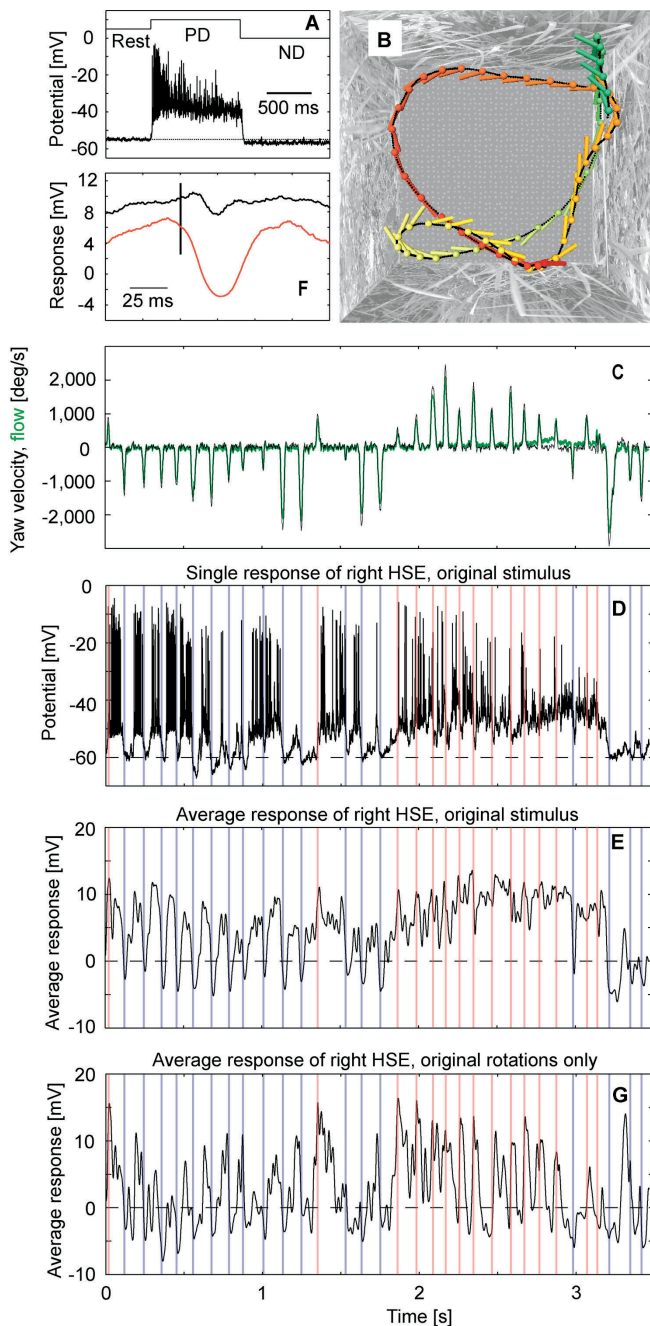 A
Rest
PD
ND
500 ms
Potential [mV]
0
-20
-40
-60
B
Response [mV]
12
8
4
0
-4
25 ms
F
C
Yaw velocity, flow [deg/s]
2,000
1,000
0
-1,000
-2,000
Single response of right HSE, original stimulus
D
Potential [mV]
0
-20
-40
-60
Average response of right HSE, original stimulus
E
Average response [mV]
20
10
0
-10
Average response of right HSE, original rotations only
G
Average response [mV]
20
10
0
-10
0
1
2
3
Time [s]